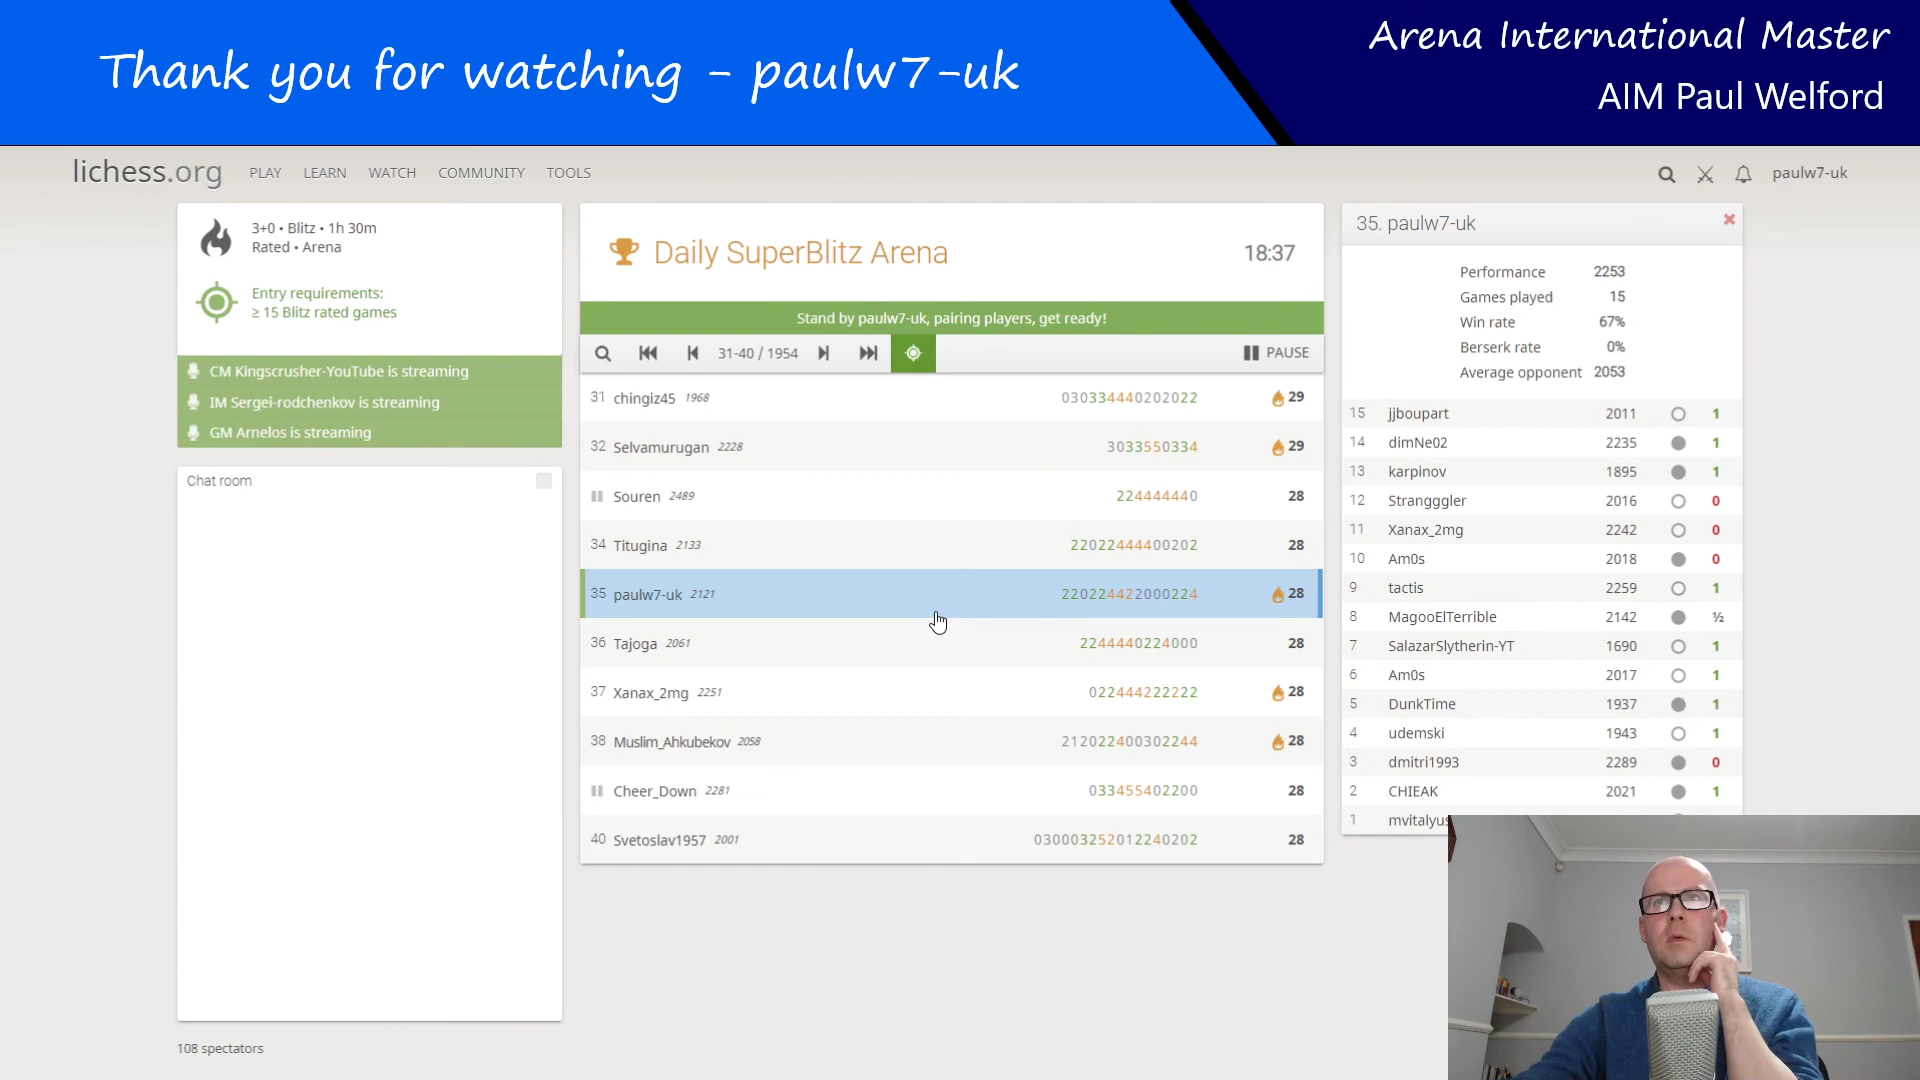 Thank you for watching - paulw7-uk
Arena International Master
AIM Paul Welford
lichess.org PLAY LEARN WATCH COMMUNITY TOOLS paulw7-uk
3+0 • Blitz • 1h 30m
Rated • Arena
Entry requirements:
≥ 15 Blitz rated games
CM Kingscrusher-YouTube is streaming
IM Sergei-rodchenkov is streaming
GM Arnelos is streaming
Chat room
108 spectators
Daily SuperBlitz Arena 18:37
Stand by paulw7-uk, pairing players, get ready!
31-40 / 1954 PAUSE
31 chingiz45 1968 030334440202022 29
32 Selvamurugan 2228 3033550334 29
Souren 2489 224444440 28
34 Titugina 2133 22022444400202 28
35 paulw7-uk 2121 220224422000224 28
36 Tajoga 2061 2244440224000 28
37 Xanax_2mg 2251 022444222222 28
38 Muslim_Ahkubekov 2058 212022400302244 28
Cheer_Down 2281 033455402200 28
40 Svetoslav1957 2001 030003252012240202 28
35. paulw7-uk
Performance 2253
Games played 15
Win rate 67%
Berserk rate 0%
Average opponent 2053
15 jjboupart 2011 1
14 dimNe02 2235 1
13 karpinov 1895 1
12 Strangggler 2016 0
11 Xanax_2mg 2242 0
10 Am0s 2018 0
9 tactis 2259 1
8 MagooElTerrible 2142 ½
7 SalazarSlytherin-YT 1690 1
6 Am0s 2017 1
5 DunkTime 1937 1
4 udemski 1943 1
3 dmitri1993 2289 0
2 CHIEAK 2021 1
1 mvitalyus